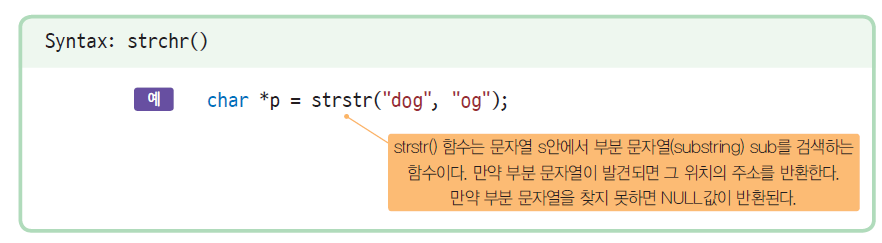 Syntax: strchr()
예 char *p = strstr("dog", "og");
strstr() 함수는 문자열 s안에서 부분 문자열(substring) sub를 검색하는
함수이다. 만약 부분 문자열이 발견되면 그 위치의 주소를 반환한다.
만약 부분 문자열을 찾지 못하면 NULL값이 반환된다.